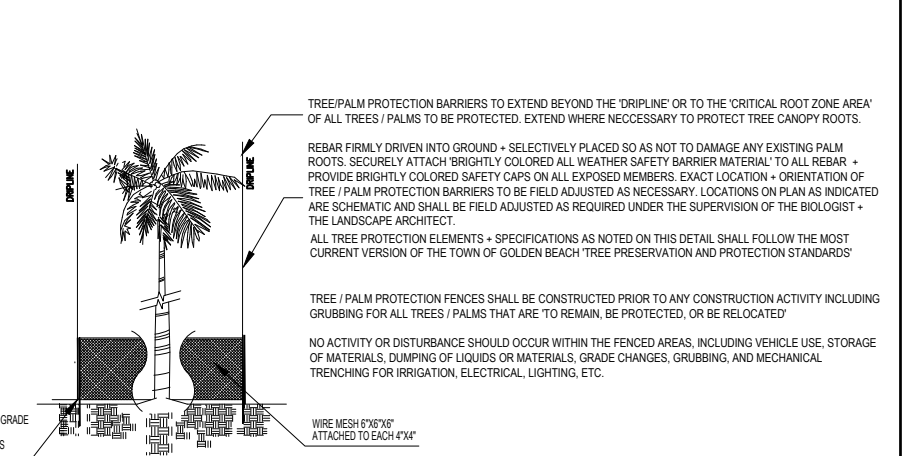 TREE/PALM PROTECTION BARRIERS TO EXTEND BEYOND THE 'DRIPLINE' OR TO THE 'CRITICAL ROOT ZONE AREA'
OF ALL TREES / PALMS TO BE PROTECTED. EXTEND WHERE NECCESSARY TO PROTECT TREE CANOPY ROOTS.
REBAR FIRMLY DRIVEN INTO GROUND + SELECTIVELY PLACED SO AS NOT TO DAMAGE ANY EXISTING PALM
ROOTS. SECURELY ATTACH 'BRIGHTLY COLORED ALL WEATHER SAFETY BARRIER MATERIAL' TO ALL REBAR +
PROVIDE BRIGHTLY COLORED SAFETY CAPS ON ALL EXPOSED MEMBERS. EXACT LOCATION + ORIENTATION OF
TREE / PALM PROTECTION BARRIERS TO BE FIELD ADJUSTED AS NECESSARY. LOCATIONS ON PLAN AS INDICATED
ARE SCHEMATIC AND SHALL BE FIELD ADJUSTED AS REQUIRED UNDER THE SUPERVISION OF THE BIOLOGIST +
THE LANDSCAPE ARCHITECT.
ALL TREE PROTECTION ELEMENTS + SPECIFICATIONS AS NOTED ON THIS DETAIL SHALL FOLLOW THE MOST
CURRENT VERSION OF THE TOWN OF GOLDEN BEACH 'TREE PRESERVATION AND PROTECTION STANDARDS'
TREE / PALM PROTECTION FENCES SHALL BE CONSTRUCTED PRIOR TO ANY CONSTRUCTION ACTIVITY INCLUDING
GRUBBING FOR ALL TREES / PALMS THAT ARE 'TO REMAIN, BE PROTECTED, OR BE RELOCATED'
NO ACTIVITY OR DISTURBANCE SHOULD OCCUR WITHIN THE FENCED AREAS, INCLUDING VEHICLE USE, STORAGE
OF MATERIALS, DUMPING OF LIQUIDS OR MATERIALS, GRADE CHANGES, GRUBBING, AND MECHANICAL
TRENCHING FOR IRRIGATION, ELECTRICAL, LIGHTING, ETC.
DRIPLINE
DRIPLINE
GRADE
S
WIRE MESH 6"X6"X6"
ATTACHED TO EACH 4"X4"